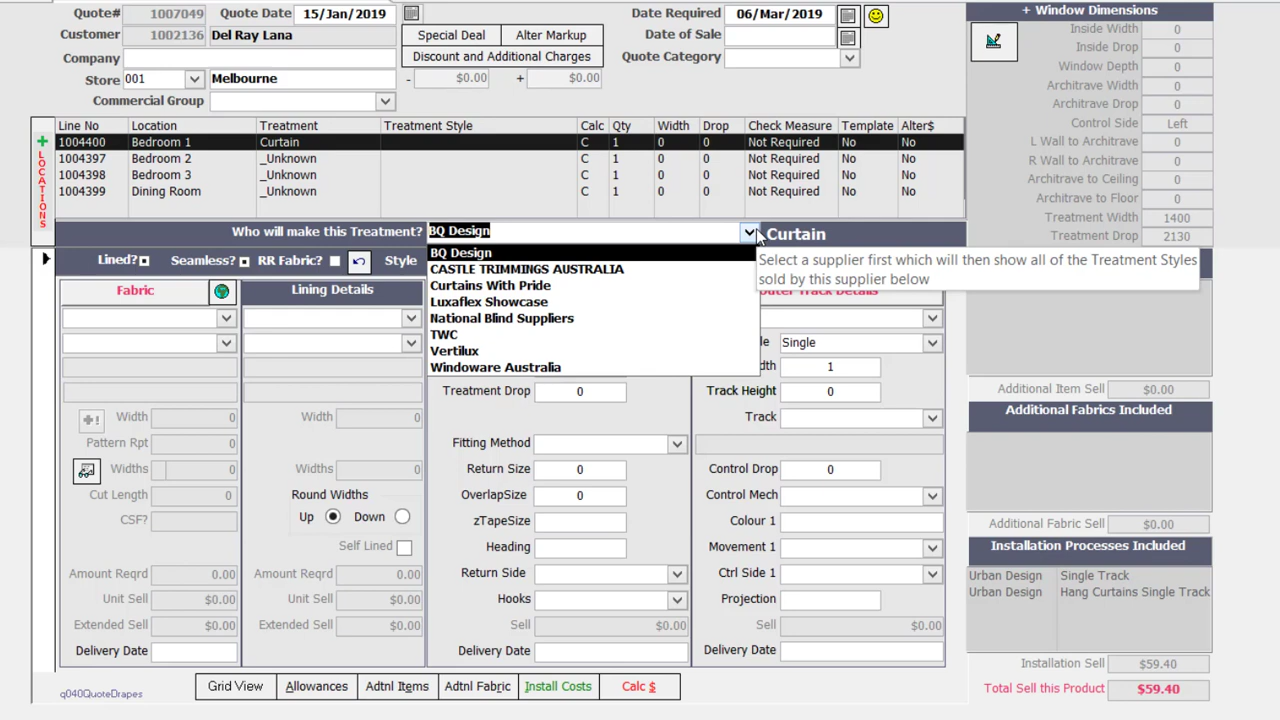 Quote# 1007049 Quote Date 15/Jan/2019 Date Required 06/Mar/2019 + Window Dimensions
Customer 1002136 Del Ray Lana Special Deal Alter Markup Date of Sale Inside Width 0
Company Discount and Additional Charges Quote Category Inside Drop 0
Store 001 Melbourne - $0.00 + $0.00 Window Depth 0
Commercial Group Architrave Width 0
Architrave Drop 0
Line No Location Treatment Treatment Style Calc Qty Width Drop Check Measure Template Alter$ Control Side Left
1004400 Bedroom 1 Curtain C 1 0 0 Not Required No No L Wall to Architrave 0
1004397 Bedroom 2 _Unknown C 1 0 0 Not Required No No R Wall to Architrave 0
1004398 Bedroom 3 _Unknown C 1 0 0 Not Required No No Architrave to Ceiling 0
1004399 Dining Room _Unknown C 1 0 0 Not Required No No Architrave to Floor 0
+ LOCATIONS
Treatment Width 1400
Who will make this Treatment? BQ Design Curtain Treatment Drop 2130
Lined? Seamless? RR Fabric? Style
BQ Design
CASTLE TRIMMINGS AUSTRALIA
Curtains With Pride
Luxaflex Showcase
National Blind Suppliers
TWC
Vertilux
Windoware Australia
Select a supplier first which will then show all of the Treatment Styles
sold by this supplier below
Fabric Lining Details Outer Track Details
Single
1
Treatment Drop 0 Track Height 0 Additional Item Sell $0.00
+! Width 0 Width 0 Track Additional Fabrics Included
Pattern Rpt 0 Fitting Method
Widths 0 Widths 0 Return Size 0 Control Drop 0
Cut Length 0 Round Widths OverlapSize 0 Control Mech
CSF? Up Down zTapeSize Colour 1 Additional Fabric Sell $0.00
Self Lined Heading Movement 1 Installation Processes Included
Amount Reqrd 0.00 Amount Reqrd 0.00 Return Side Ctrl Side 1 Urban Design Single Track
Unit Sell $0.00 Unit Sell $0.00 Hooks Projection Urban Design Hang Curtains Single Track
Extended Sell $0.00 Extended Sell $0.00 Sell $0.00 Sell $0.00
Delivery Date Delivery Date Delivery Date Installation Sell $59.40
q040QuoteDrapes Grid View Allowances Adtnl Items Adtnl Fabric Install Costs Calc $ Total Sell this Product $59.40